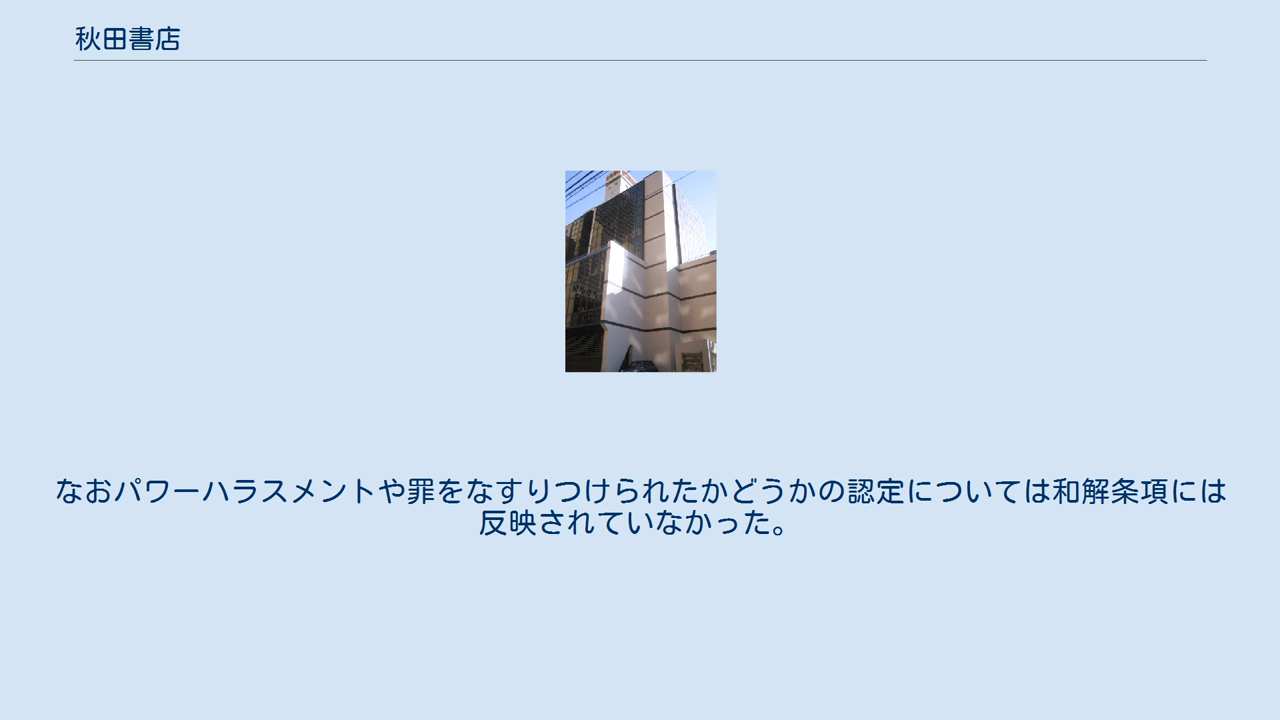 秋田書店
なおパワーハラスメントや罪をなすりつけられたかどうかの認定については和解条項には
反映されていなかった。